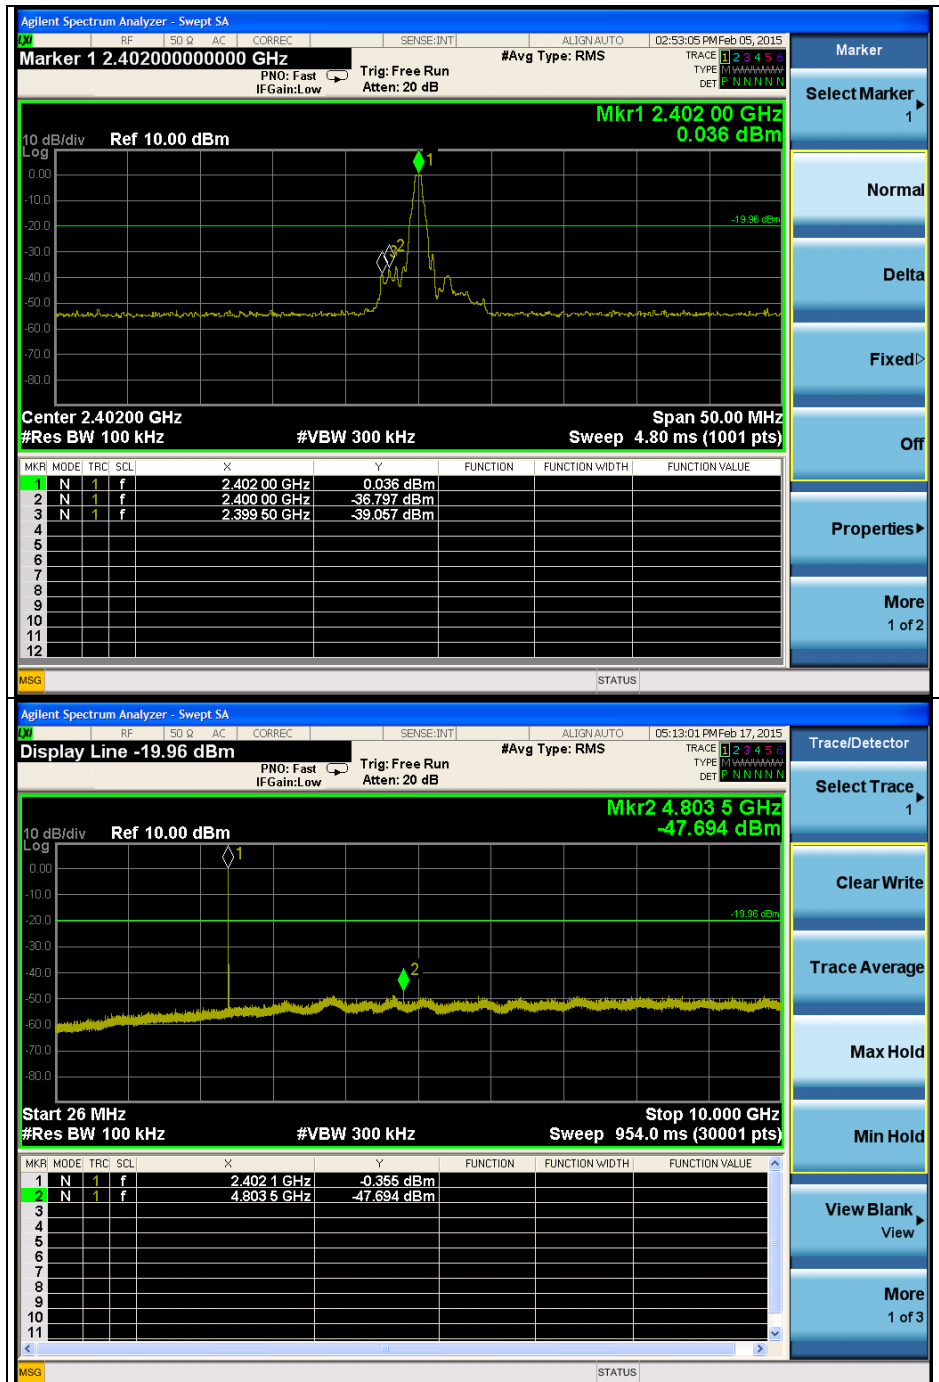 Agilent Spectrum Analyzer - Swept SA
LXI RF 50 Ω AC CORREC SENSE:INT ALIGN AUTO 02:53:05 PM Feb 05, 2015
Marker 1 2.402000000000 GHz
#Avg Type: RMS
TRACE 1 2 3 4 5 6
PNO: Fast
Trig: Free Run
TYPE M W W W W W
IFGain:Low
Atten: 20 dB
DET P N N N N N
Mkr1 2.402 00 GHz
0.036 dBm
10 dB/div Ref 10.00 dBm
Log
1
0.00
-10.0
-19.96 dBm
-20.0
2
3
-30.0
-40.0
-50.0
-60.0
-70.0
-80.0
Center 2.40200 GHz Span 50.00 MHz
#Res BW 100 kHz #VBW 300 kHz Sweep 4.80 ms (1001 pts)
MKR MODE TRC SCL X Y FUNCTION FUNCTION WIDTH FUNCTION VALUE
1 N 1 f 2.402 00 GHz 0.036 dBm
2 N 1 f 2.400 00 GHz -36.797 dBm
3 N 1 f 2.399 50 GHz -39.057 dBm
4
5
6
7
8
9
10
11
12
MSG STATUS
Marker
Select Marker
1
Normal
Delta
Fixed
Off
Properties
More
1 of 2
Agilent Spectrum Analyzer - Swept SA
LXI RF 50 Ω AC CORREC SENSE:INT ALIGN AUTO 05:13:01 PM Feb 17, 2015
Display Line -19.96 dBm
#Avg Type: RMS
TRACE 1 2 3 4 5 6
PNO: Fast
Trig: Free Run
TYPE M W W W W W
IFGain:Low
Atten: 20 dB
DET P N N N N N
Mkr2 4.803 5 GHz
-47.694 dBm
10 dB/div Ref 10.00 dBm
Log
1
0.00
-10.0
-19.96 dBm
-20.0
-30.0
2
-40.0
-50.0
-60.0
-70.0
-80.0
Start 26 MHz Stop 10.000 GHz
#Res BW 100 kHz #VBW 300 kHz Sweep 954.0 ms (30001 pts)
MKR MODE TRC SCL X Y FUNCTION FUNCTION WIDTH FUNCTION VALUE
1 N 1 f 2.402 1 GHz -0.355 dBm
2 N 1 f 4.803 5 GHz -47.694 dBm
3
4
5
6
7
8
9
10
11
MSG STATUS
Trace/Detector
Select Trace
1
Clear Write
Trace Average
Max Hold
Min Hold
View Blank
View
More
1 of 3